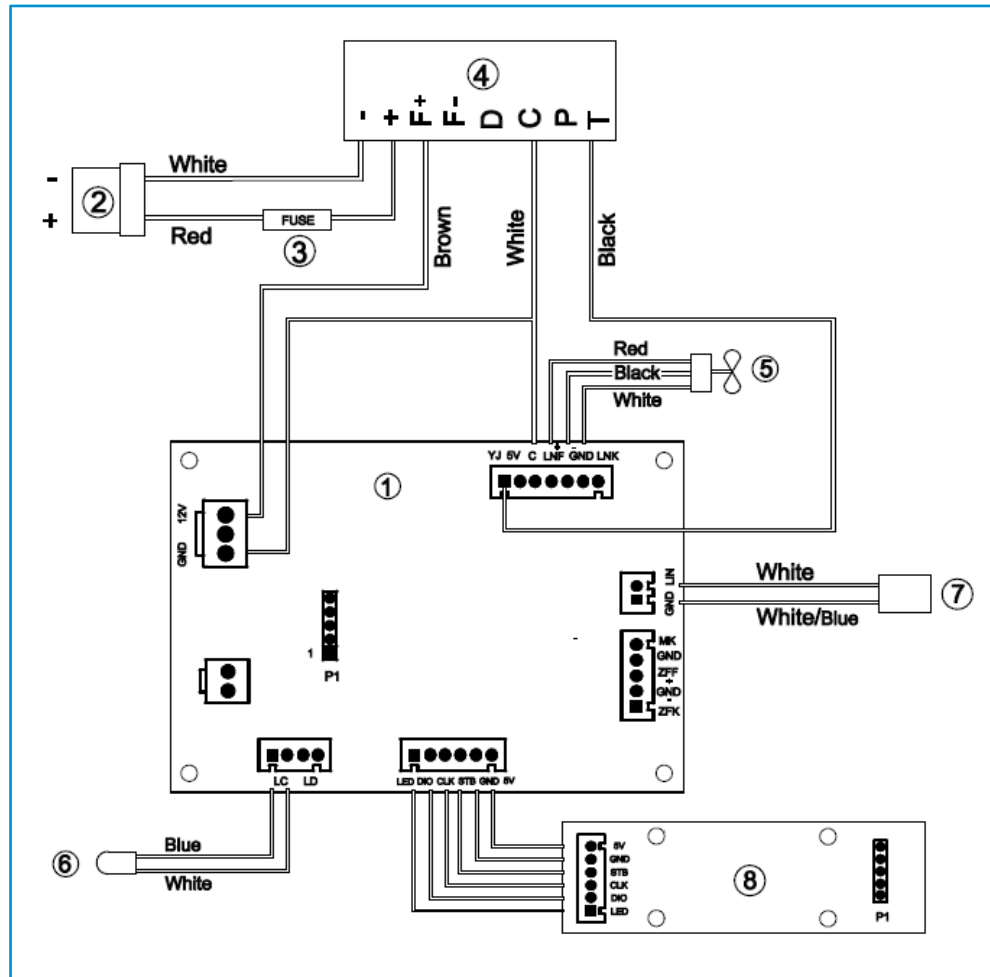 ④
- + F+ F- D C P T
White
-
②
+
FUSE
Red
③
Brown
White
Black
Red
Black
White
⑤
①
YJ 5V C LNF + - GND LNK
12V
GND
LIN
GND
White
White/Blue
⑦
1
P1
MK
GND
ZFF
+
GND
-
ZFK
LC LD
LED DIO CLK STB GND 5V
Blue
White
⑥
5V
GND
STB
CLK
DIO
LED
⑧
P1